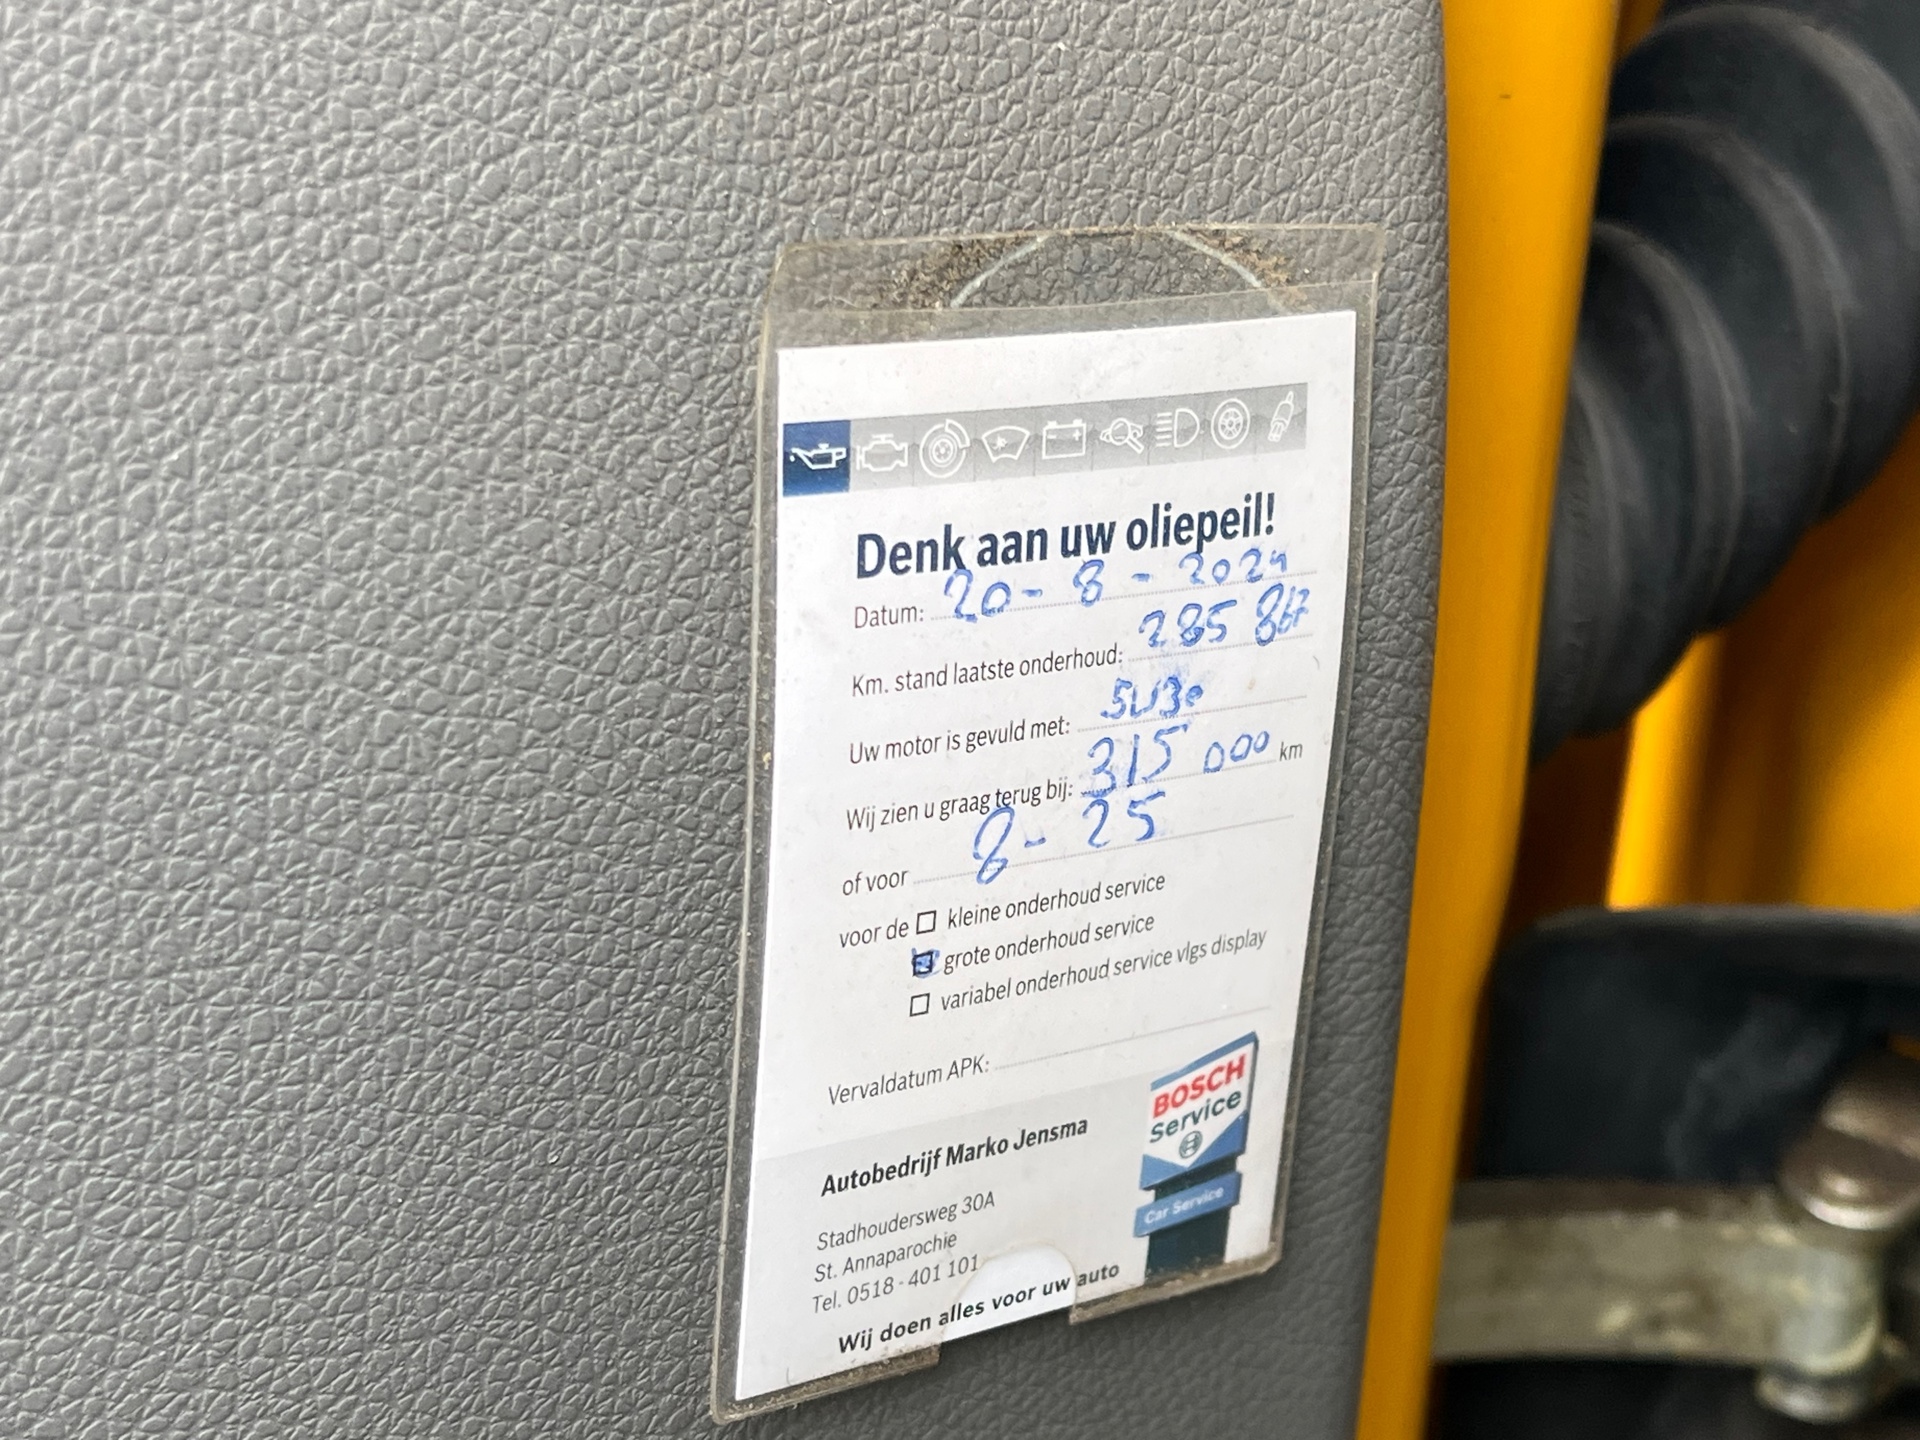 Denk aan uw oliepeil!
Datum: 20 - 8 - 2024
Km. stand laatste onderhoud: 285
Uw motor is gevuld met: 5W30
Wij zien u graag terug bij: 315 000 km
of voor 8 - 25
voor de kleine onderhoud service
grote onderhoud service
variabel onderhoud service vlgs display
Vervaldatum APK:
Autobedrijf Marko Jensma
Stadhoudersweg 30A
St. Annaparochie
Tel. 0518 - 401 101
Wij doen alles voor uw auto
BOSCH
Service
Car Service